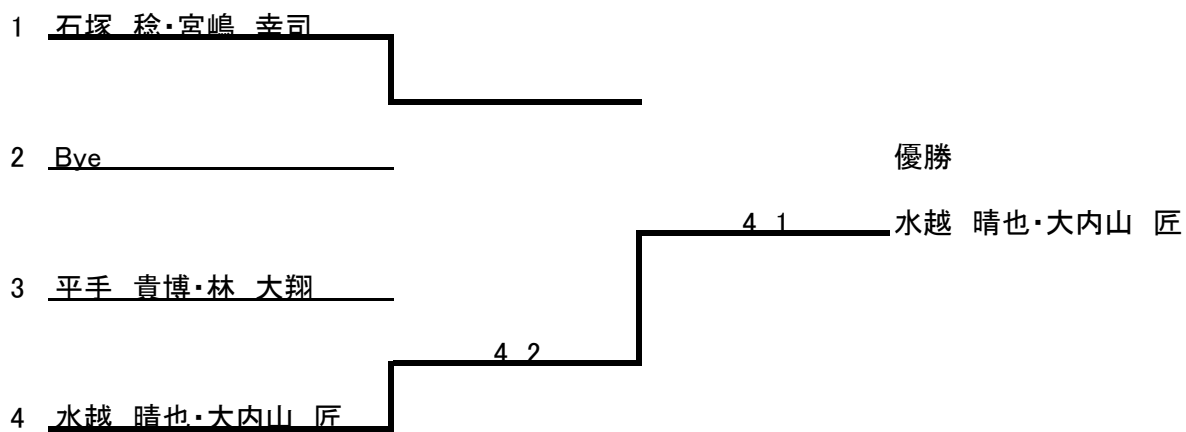 1 石塚 稔・宮嶋 幸司
2 Bye
優勝
4 1 水越 晴也・大内山 匠
3 平手 貴博・林 大翔
4 2
4 水越 晴也・大内山 匠